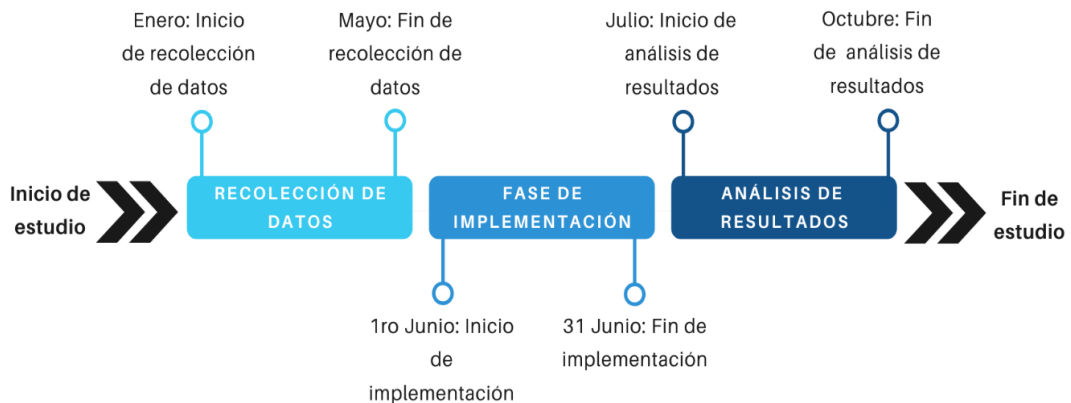 Enero: Inicio
de recolección
de datos
Mayo: Fin de
recolección de
datos
Julio: Inicio de
análisis de
resultados
Octubre: Fin
de análisis de
resultados
Inicio de
estudio
RECOLECCIÓN DE
DATOS
FASE DE
IMPLEMENTACIÓN
ANÁLISIS DE
RESULTADOS
Fin de
estudio
1ro Junio: Inicio
de
implementación
31 Junio: Fin de
implementación